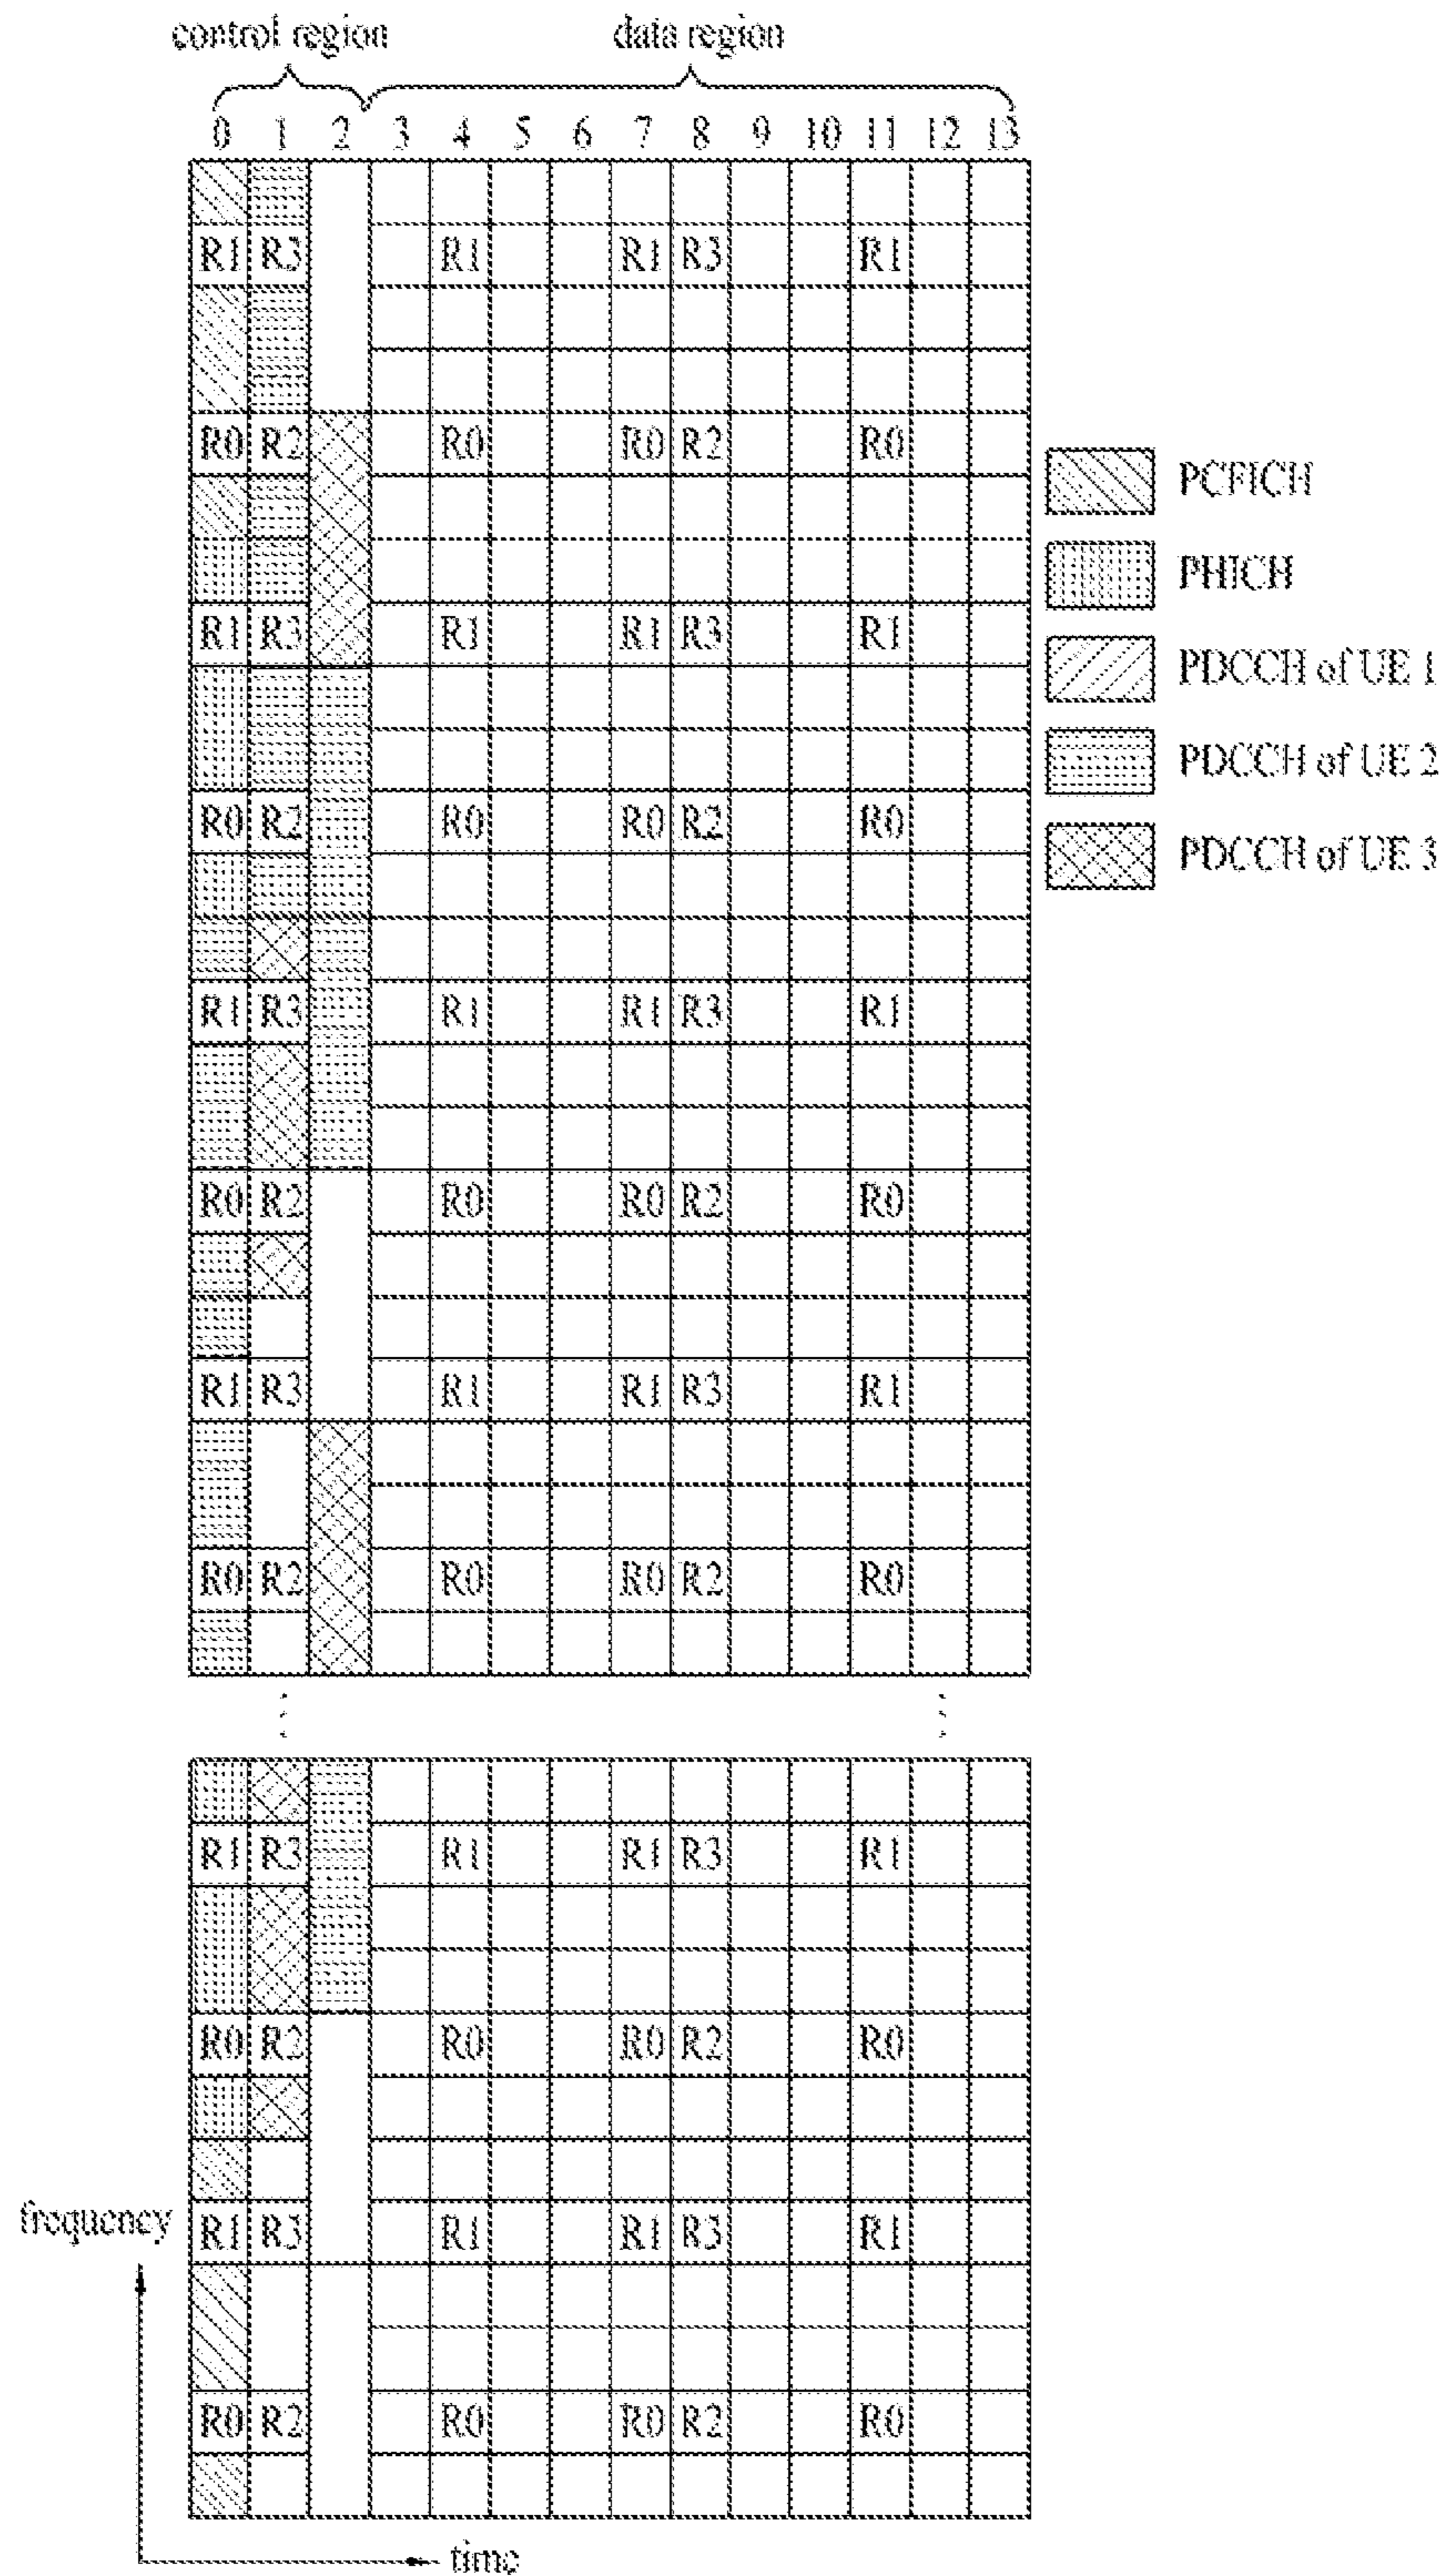 control region data region
0 1 2 3 4 5 6 7 8 9 10 11 12 13
R1 R3 R1 R1 R3 R1
R0 R2 R0 R0 R2 R0
PCFICH
PHICH
R1 R3 R1 R1 R3 R1
PDCCH of UE 1
PDCCH of UE 2
R0 R2 R0 R0 R2 R0
PDCCH of UE 3
R1 R3 R1 R1 R3 R1
R0 R2 R0 R0 R2 R0
R1 R3 R1 R1 R3 R1
R0 R2 R0 R0 R2 R0
R1 R3 R1 R1 R3 R1
R0 R2 R0 R0 R2 R0
frequency
R1 R3 R1 R1 R3 R1
R0 R2 R0 R0 R2 R0
time